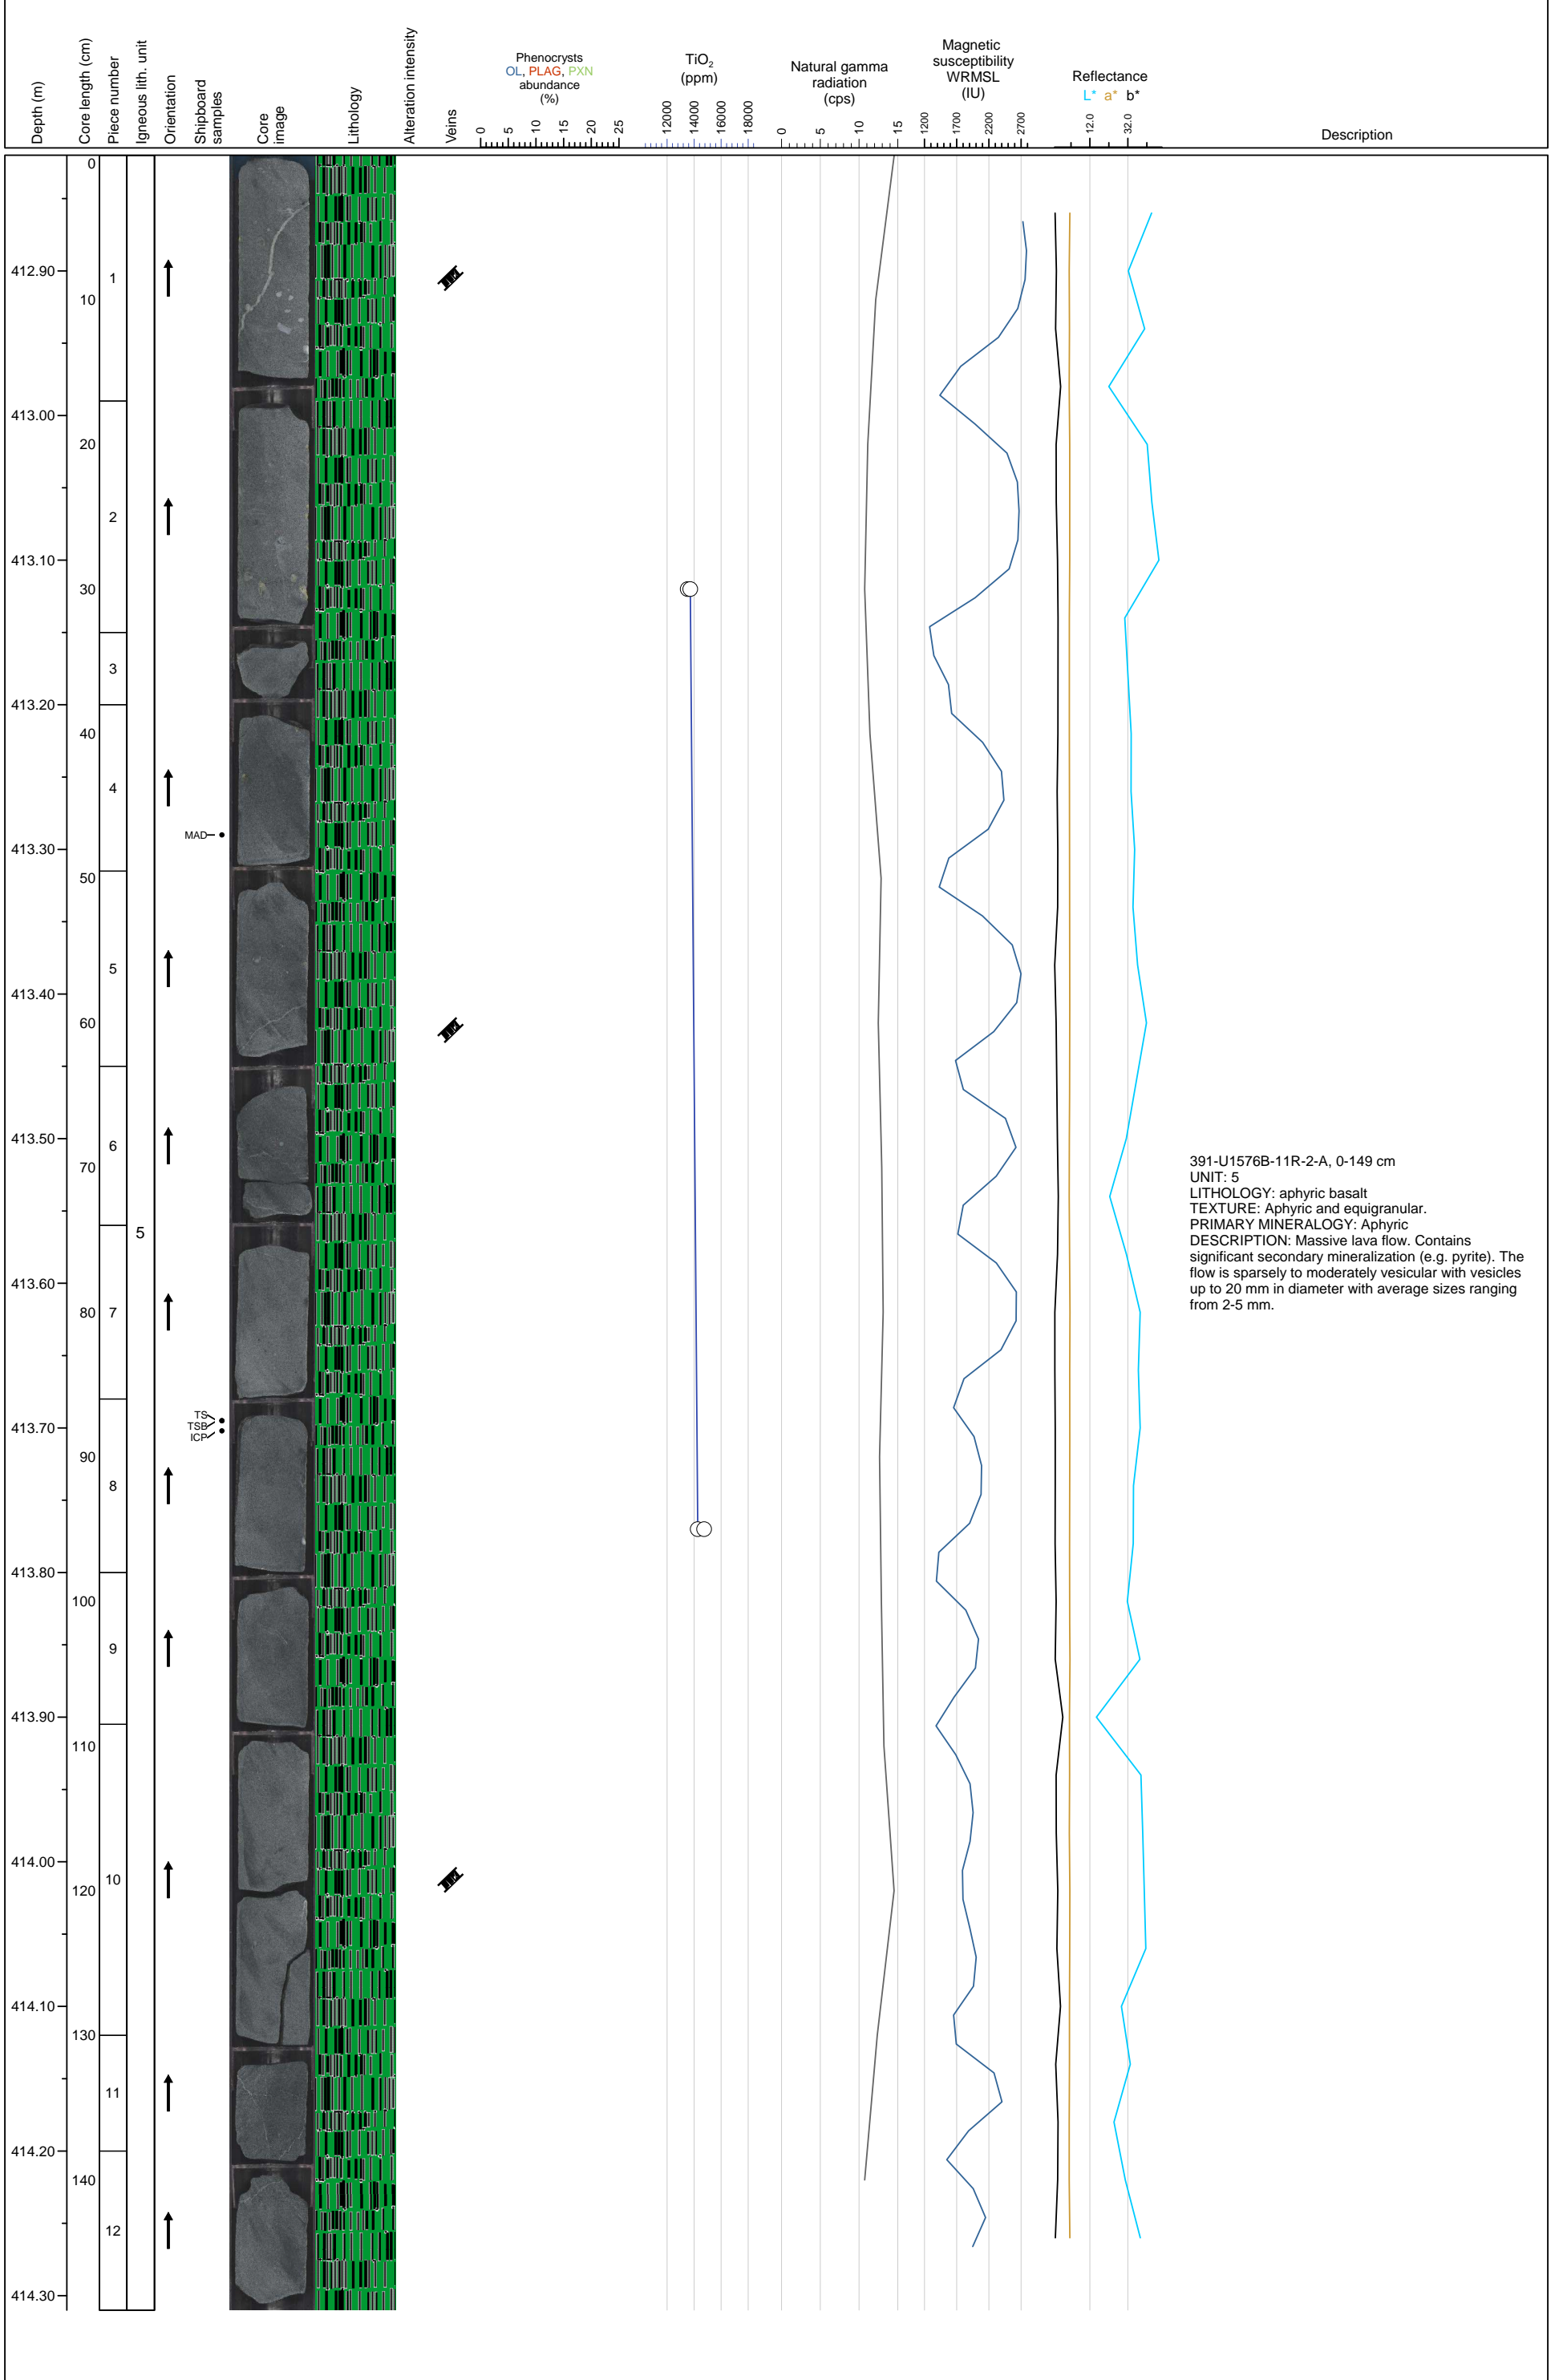 Depth (m)
Core length (cm)
Piece number
Igneous lith. unit
Orientation
Shipboard
samples
Core
image
Lithology
Alteration intensity
Veins
Phenocrysts
OL, PLAG, PXN
abundance
(%)
0 5 10 15 20 25
TiO₂
(ppm)
12000 14000 16000 18000
Natural gamma
radiation
(cps)
0 5 10 15
Magnetic
susceptibility
WRMSL
(IU)
1200 1700 2200 2700
Reflectance
L* a* b*
12.0 32.0
Description
412.90
413.00
413.10
413.20
413.30
413.40
413.50
413.60
413.70
413.80
413.90
414.00
414.10
414.20
414.30
0
10
20
30
40
50
60
70
80
90
100
110
120
130
140
1
2
3
4
5
6
7
8
9
10
11
12
5
MAD
TS
TSB
ICP
391-U1576B-11R-2-A, 0-149 cm
UNIT: 5
LITHOLOGY: aphyric basalt
TEXTURE: Aphyric and equigranular.
PRIMARY MINERALOGY: Aphyric
DESCRIPTION: Massive lava flow. Contains
significant secondary mineralization (e.g. pyrite). The
flow is sparsely to moderately vesicular with vesicles
up to 20 mm in diameter with average sizes ranging
from 2-5 mm.